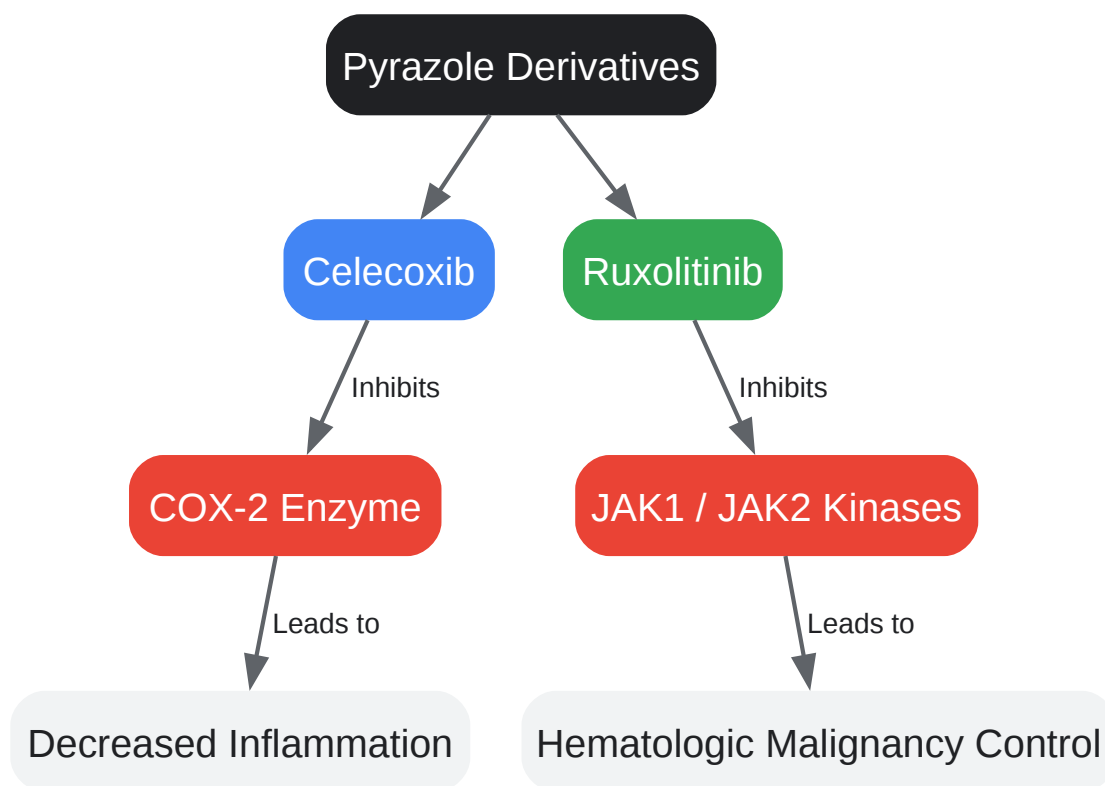 Pyrazole Derivatives
Celecoxib
Ruxolitinib
Inhibits
Inhibits
COX-2 Enzyme
JAK1 / JAK2 Kinases
Leads to
Leads to
Decreased Inflammation
Hematologic Malignancy Control